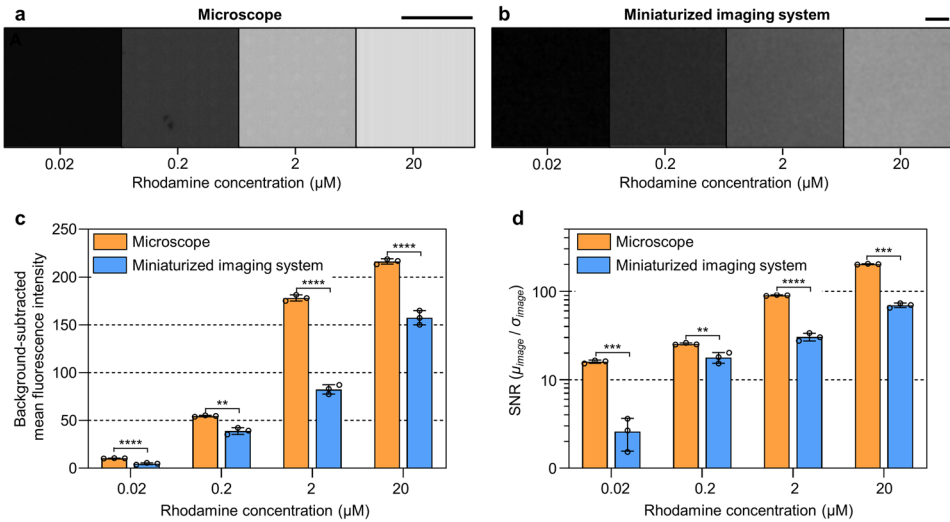 a Microscope
A
0.02 0.2 2 20
Rhodamine concentration (µM)
b Miniaturized imaging system
0.02 0.2 2 20
Rhodamine concentration (µM)
c
Background-subtracted
mean fluorescence intensity
250
200
150
100
50
0
Microscope
Miniaturized imaging system
****
**
****
****
0.02 0.2 2 20
Rhodamine concentration (µM)
d
SNR (µimage / σimage)
100
10
0
Microscope
Miniaturized imaging system
***
**
****
***
0.02 0.2 2 20
Rhodamine concentration (µM)